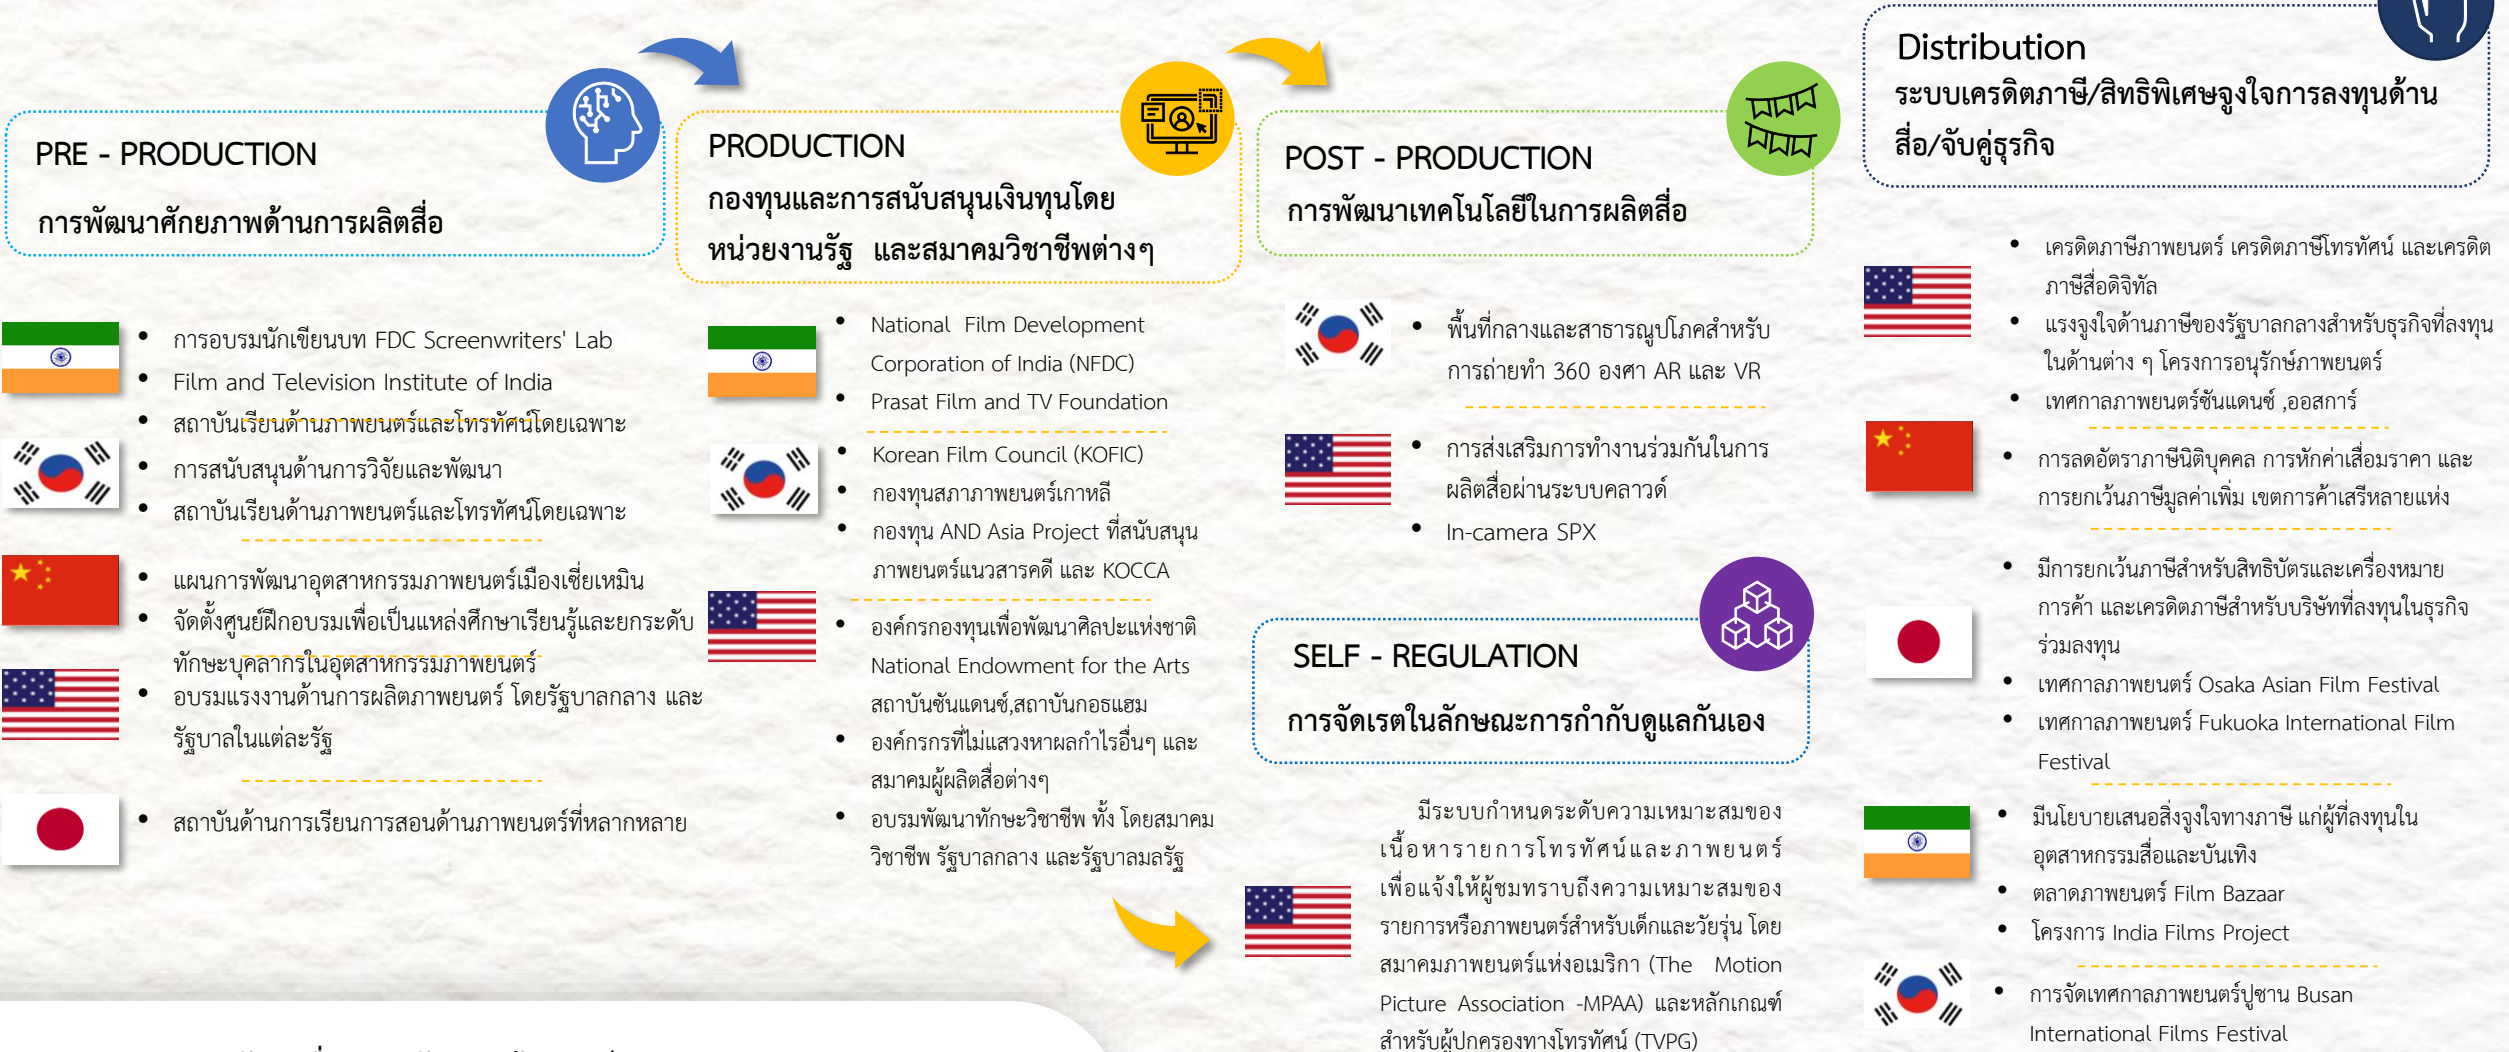 PRE - PRODUCTION
การพัฒนาศักยภาพด้านการผลิตสื่อ
• การอบรมนักเขียนบท FDC Screenwriters' Lab
• Film and Television Institute of India
• สถาบันเรียนด้านภาพยนตร์และโทรทัศน์โดยเฉพาะ
• การสนับสนุนด้านการวิจัยและพัฒนา
• สถาบันเรียนด้านภาพยนตร์และโทรทัศน์โดยเฉพาะ
• แผนการพัฒนาอุตสาหกรรมภาพยนตร์เมืองเซี่ยเหมิน
• จัดตั้งศูนย์ฝึกอบรมเพื่อเป็นแหล่งศึกษาเรียนรู้และยกระดับ
ทักษะบุคลากรในอุตสาหกรรมภาพยนตร์
• อบรมแรงงานด้านการผลิตภาพยนตร์ โดยรัฐบาลกลาง และ
รัฐบาลในแต่ละรัฐ
• สถาบันด้านการเรียนการสอนด้านภาพยนตร์ที่หลากหลาย
PRODUCTION
กองทุนและการสนับสนุนเงินทุนโดย
หน่วยงานรัฐ และสมาคมวิชาชีพต่างๆ
• National Film Development
Corporation of India (NFDC)
• Prasat Film and TV Foundation
• Korean Film Council (KOFIC)
• กองทุนสภาภาพยนตร์เกาหลี
• กองทุน AND Asia Project ที่สนับสนุน
ภาพยนตร์แนวสารคดี และ KOCCA
• องค์กรกองทุนเพื่อพัฒนาศิลปะแห่งชาติ
National Endowment for the Arts
สถาบันซันแดนซ์,สถาบันกอธแฮม
• องค์กรกรที่ไม่แสวงหาผลกำไรอื่นๆ และ
สมาคมผู้ผลิตสื่อต่างๆ
• อบรมพัฒนาทักษะวิชาชีพ ทั้ง โดยสมาคม
วิชาชีพ รัฐบาลกลาง และรัฐบาลมลรัฐ
POST - PRODUCTION
การพัฒนาเทคโนโลยีในการผลิตสื่อ
• พื้นที่กลางและสาธารณูปโภคสำหรับ
การถ่ายทำ 360 องศา AR และ VR
• การส่งเสริมการทำงานร่วมกันในการ
ผลิตสื่อผ่านระบบคลาวด์
• In-camera SPX
SELF - REGULATION
การจัดเรตในลักษณะการกำกับดูแลกันเอง
มีระบบกำหนดระดับความเหมาะสมของ
เนื้อหารายการโทรทัศน์และภาพยนตร์
เพื่อแจ้งให้ผู้ชมทราบถึงความเหมาะสมของ
รายการหรือภาพยนตร์สำหรับเด็กและวัยรุ่น โดย
สมาคมภาพยนตร์แห่งอเมริกา (The Motion
Picture Association -MPAA) และหลักเกณฑ์
สำหรับผู้ปกครองทางโทรทัศน์ (TVPG)
Distribution
ระบบเครดิตภาษี/สิทธิพิเศษจูงใจการลงทุนด้าน
สื่อ/จับคู่ธุรกิจ
• เครดิตภาษีภาพยนตร์ เครดิตภาษีโทรทัศน์ และเครดิต
ภาษีสื่อดิจิทัล
• แรงจูงใจด้านภาษีของรัฐบาลกลางสำหรับธุรกิจที่ลงทุน
ในด้านต่าง ๆ โครงการอนุรักษ์ภาพยนตร์
• เทศกาลภาพยนตร์ซันแดนซ์ ,ออสการ์
• การลดอัตราภาษีนิติบุคคล การหักค่าเสื่อมราคา และ
การยกเว้นภาษีมูลค่าเพิ่ม เขตการค้าเสรีหลายแห่ง
• มีการยกเว้นภาษีสำหรับสิทธิบัตรและเครื่องหมาย
การค้า และเครดิตภาษีสำหรับบริษัทที่ลงทุนในธุรกิจ
ร่วมลงทุน
• เทศกาลภาพยนตร์ Osaka Asian Film Festival
• เทศกาลภาพยนตร์ Fukuoka International Film
Festival
• มีนโยบายเสนอสิ่งจูงใจทางภาษี แก่ผู้ที่ลงทุนใน
อุตสาหกรรมสื่อและบันเทิง
• ตลาดภาพยนตร์ Film Bazaar
• โครงการ India Films Project
• การจัดเทศกาลภาพยนตร์ปูซาน Busan
International Films Festival